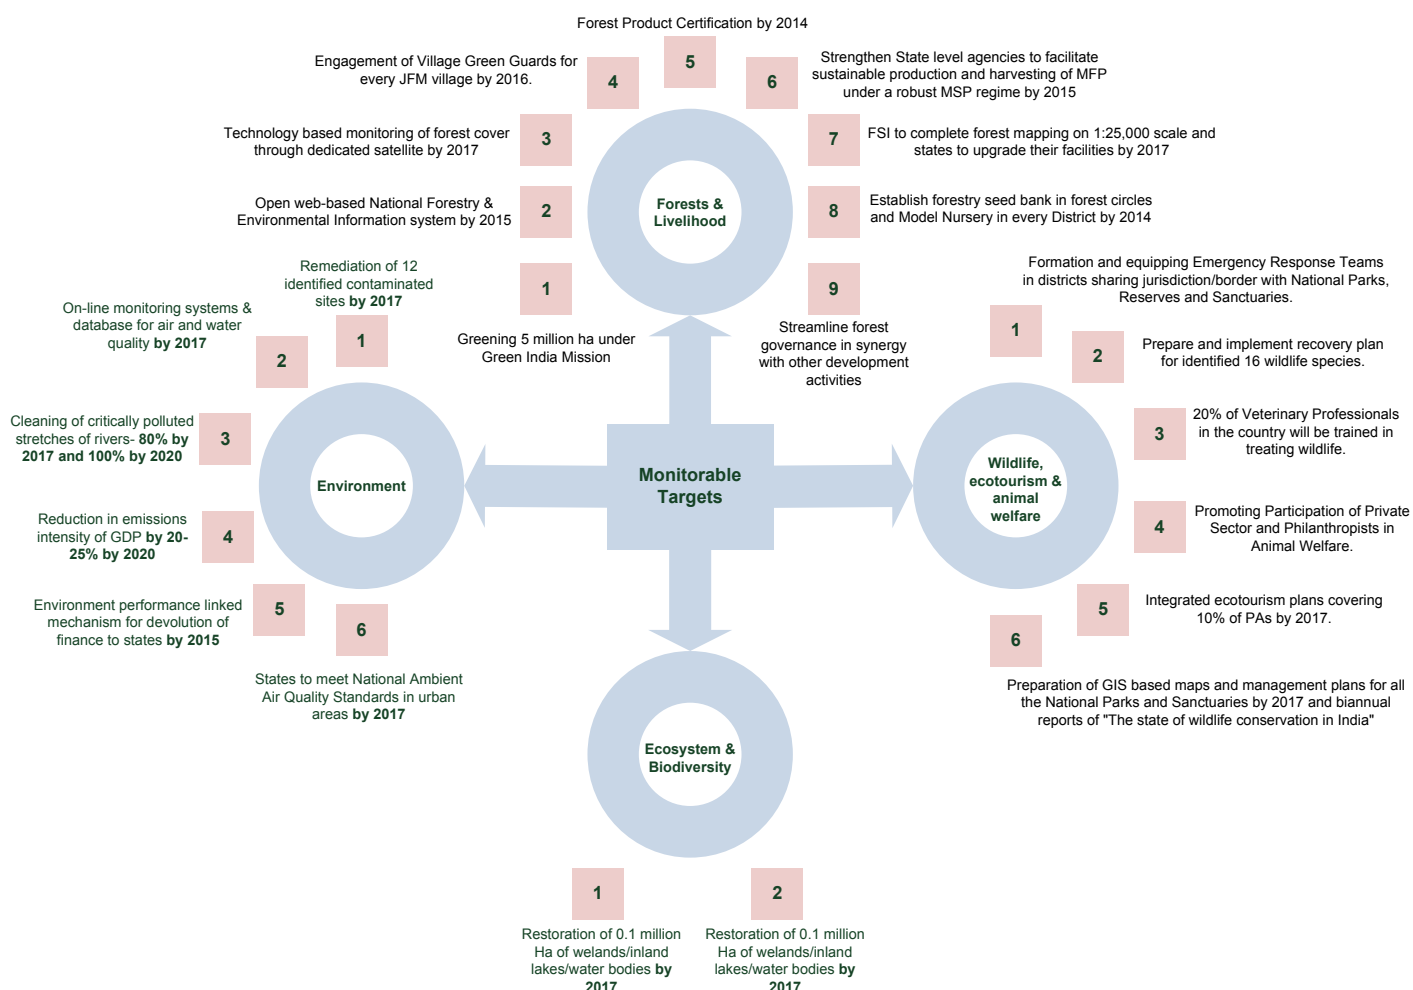 Forest Product Certification by 2014
5
Engagement of Village Green Guards for
every JFM village by 2016.
4
6
Strengthen State level agencies to facilitate
sustainable production and harvesting of MFP
under a robust MSP regime by 2015
Technology based monitoring of forest cover
through dedicated satellite by 2017
3
7
FSI to complete forest mapping on 1:25,000 scale and
states to upgrade their facilities by 2017
Open web-based National Forestry &
Environmental Information system by 2015
2
Forests &
Livelihood
8
Establish forestry seed bank in forest circles
and Model Nursery in every District by 2014
1
Greening 5 million ha under
Green India Mission
9
Streamline forest
governance in synergy
with other development
activities
Remediation of 12
identified contaminated
sites by 2017
1
On-line monitoring systems &
database for air and water
quality by 2017
2
Cleaning of critically polluted
stretches of rivers- 80% by
2017 and 100% by 2020
3
Environment
Reduction in emissions
intensity of GDP by 20-
25% by 2020
4
Environment performance linked
mechanism for devolution of
finance to states by 2015
5
6
States to meet National Ambient
Air Quality Standards in urban
areas by 2017
Monitorable
Targets
Formation and equipping Emergency Response Teams
in districts sharing jurisdiction/border with National Parks,
Reserves and Sanctuaries.
1
2
Prepare and implement recovery plan
for identified 16 wildlife species.
3
20% of Veterinary Professionals
in the country will be trained in
treating wildlife.
Wildlife,
ecotourism &
animal
welfare
4
Promoting Participation of Private
Sector and Philanthropists in
Animal Welfare.
5
Integrated ecotourism plans covering
10% of PAs by 2017.
6
Preparation of GIS based maps and management plans for all
the National Parks and Sanctuaries by 2017 and biannual
reports of "The state of wildlife conservation in India"
Ecosystem &
Biodiversity
1
Restoration of 0.1 million
Ha of welands/inland
lakes/water bodies by
2017
2
Restoration of 0.1 million
Ha of welands/inland
lakes/water bodies by
2017